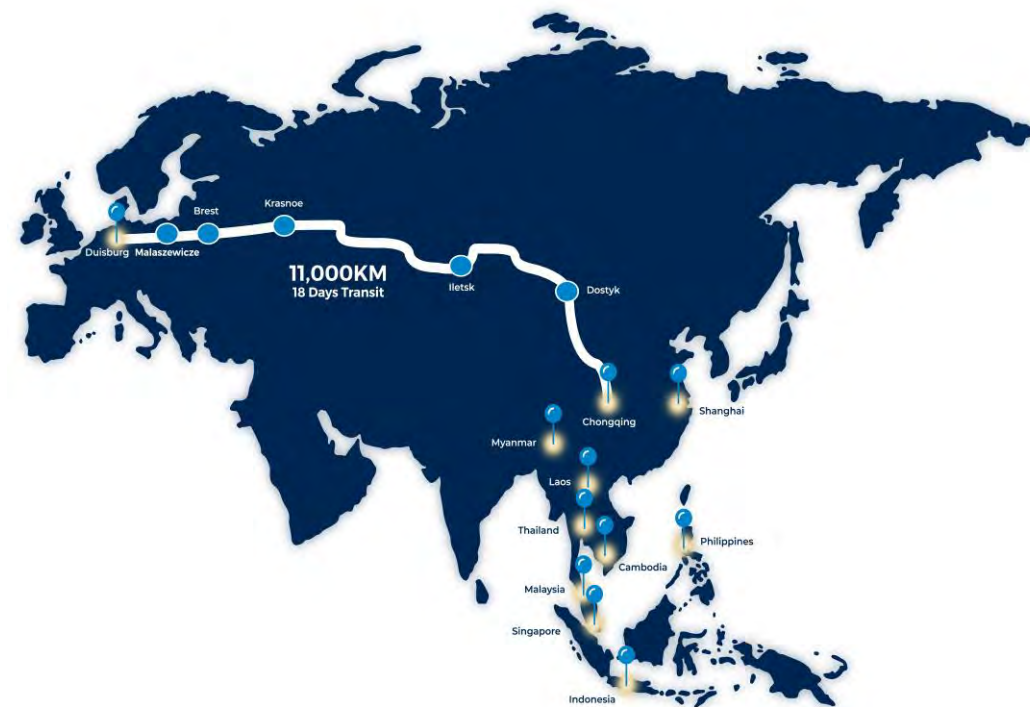 Krasnoe
Brest
Duisburg
Malaszewicze
11,000KM
18 Days Transit
Iletsk
Dostyk
Chongqing
Shanghai
Myanmar
Laos
Thailand
Philippines
Cambodia
Malaysia
Singapore
Indonesia